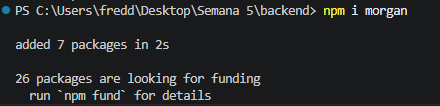 PS C:\Users\fredd\Desktop\Semana 5\backend> npm i morgan
added 7 packages in 2s
26 packages are looking for funding
  run `npm fund` for details